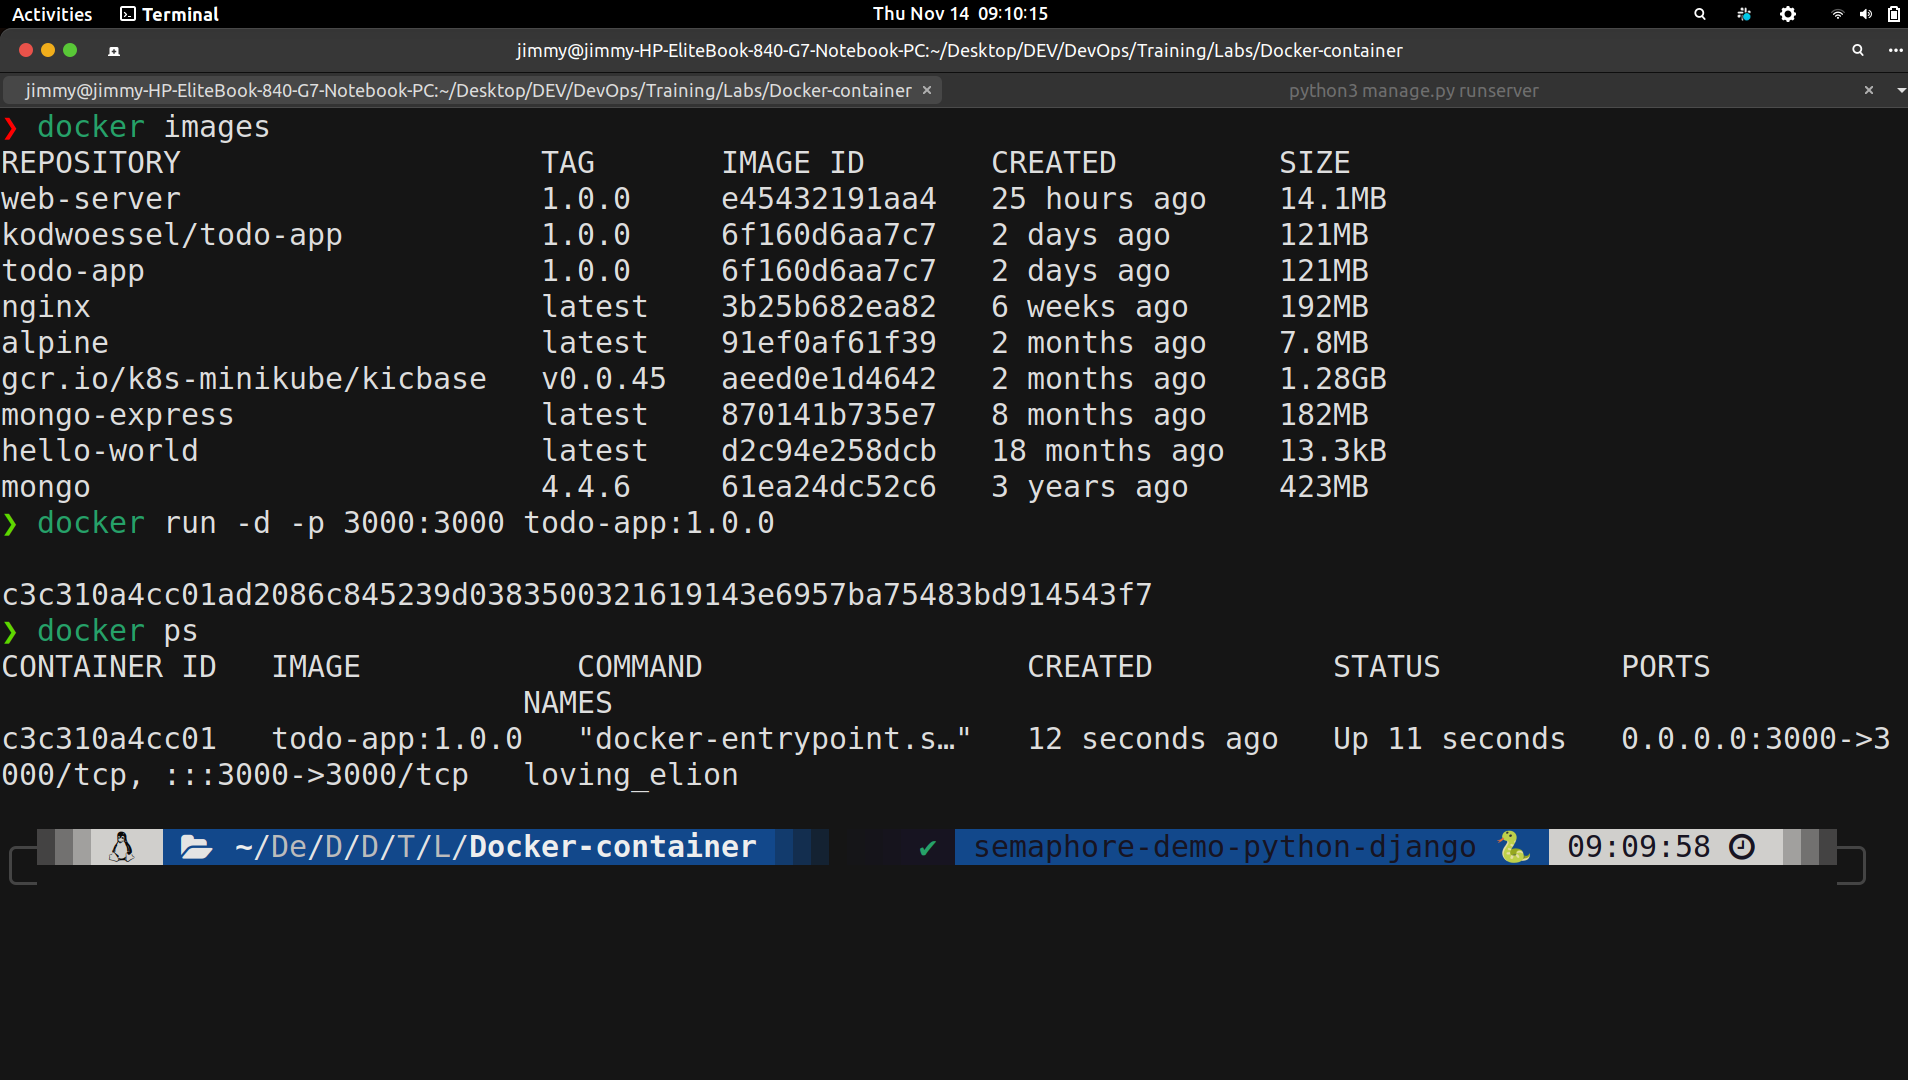 Activities Terminal Thu Nov 14 09:10:15
jimmy@jimmy-HP-EliteBook-840-G7-Notebook-PC:~/Desktop/DEV/DevOps/Training/Labs/Docker-container
jimmy@jimmy-HP-EliteBook-840-G7-Notebook-PC:~/Desktop/DEV/DevOps/Training/Labs/Docker-container × python3 manage.py runserver ×
❯ docker images
REPOSITORY TAG IMAGE ID CREATED SIZE
web-server 1.0.0 e45432191aa4 25 hours ago 14.1MB
kodwoessel/todo-app 1.0.0 6f160d6aa7c7 2 days ago 121MB
todo-app 1.0.0 6f160d6aa7c7 2 days ago 121MB
nginx latest 3b25b682ea82 6 weeks ago 192MB
alpine latest 91ef0af61f39 2 months ago 7.8MB
gcr.io/k8s-minikube/kicbase v0.0.45 aeed0e1d4642 2 months ago 1.28GB
mongo-express latest 870141b735e7 8 months ago 182MB
hello-world latest d2c94e258dcb 18 months ago 13.3kB
mongo 4.4.6 61ea24dc52c6 3 years ago 423MB
❯ docker run -d -p 3000:3000 todo-app:1.0.0
c3c310a4cc01ad2086c845239d0383500321619143e6957ba75483bd914543f7
❯ docker ps
CONTAINER ID IMAGE COMMAND CREATED STATUS PORTS
NAMES
c3c310a4cc01 todo-app:1.0.0 "docker-entrypoint.s…" 12 seconds ago Up 11 seconds 0.0.0.0:3000->3
000/tcp, :::3000->3000/tcp loving_elion
~/De/D/D/T/L/Docker-container ✔ semaphore-demo-python-django 🐍 09:09:58